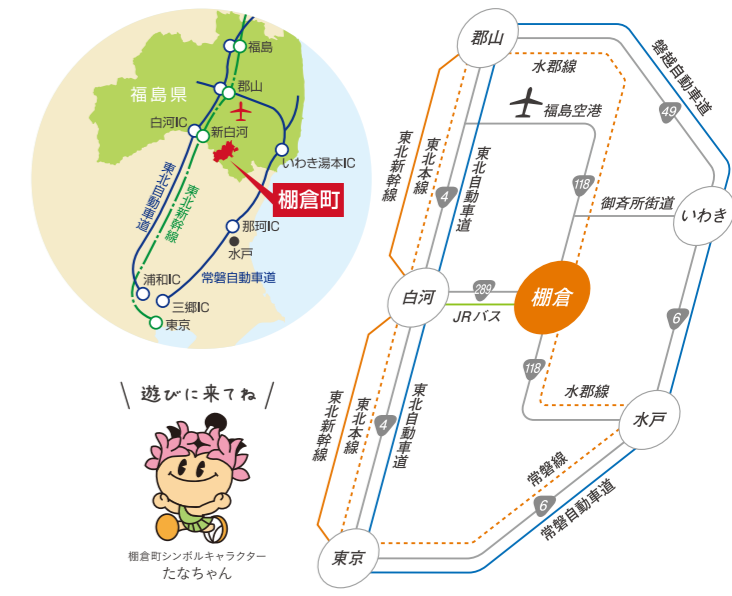 福島
郡山
福島県
白河IC
新白河
いわき湯本IC
東北自動車道
東北新幹線
棚倉町
那珂IC
水戸
常磐自動車道
浦和IC
三郷IC
東京
遊びに来てね
棚倉町シンボルキャラクター
たなちゃん
郡山
水郡線
磐越自動車道
福島空港
49
東北新幹線
東北本線
4
東北自動車道
118
御斉所街道
いわき
白河
289
JRバス
棚倉
6
118
水郡線
水戸
東北新幹線
東北本線
4
東北自動車道
常磐線
6
常磐自動車道
東京